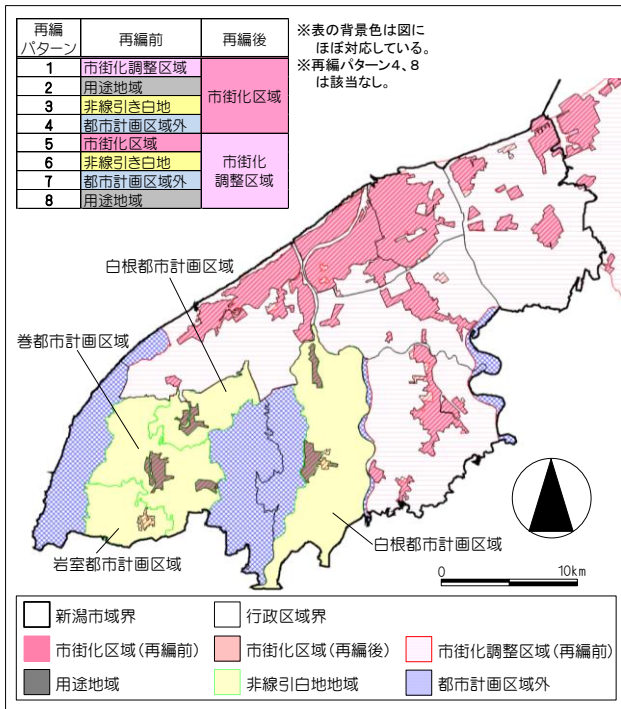 再編
パターン
再編前
再編後
1
市街化調整区域
2
用途地域
3
非線引き白地
4
都市計画区域外
市街化区域
5
市街化区域
6
非線引き白地
7
都市計画区域外
8
用途地域
市街化
調整区域
※表の背景色は図に
ほぼ対応している。
※再編パターン4、8
は該当なし。
白根都市計画区域
巻都市計画区域
岩室都市計画区域
白根都市計画区域
0
10km
新潟市域界
行政区域界
市街化区域(再編前)
市街化区域(再編後)
市街化調整区域(再編前)
用途地域
非線引白地地域
都市計画区域外